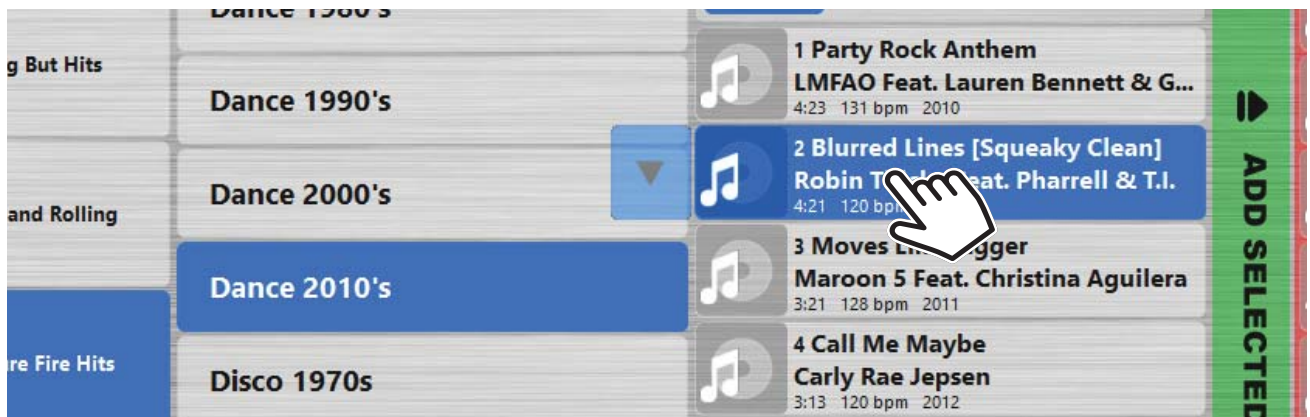 g But Hits
and Rolling
re Fire Hits
Dance 1980's
Dance 1990's
Dance 2000's
Dance 2010's
Disco 1970s
1 Party Rock Anthem
LMFAO Feat. Lauren Bennett & G...
4:23 131 bpm 2010
2 Blurred Lines [Squeaky Clean]
Robin eat. Pharrell & T.I.
4:21 120 bpm
3 Moves gger
Maroon 5 Feat. Christina Aguilera
3:21 128 bpm 2011
4 Call Me Maybe
Carly Rae Jepsen
3:13 120 bpm 2012
ADD SELECTED